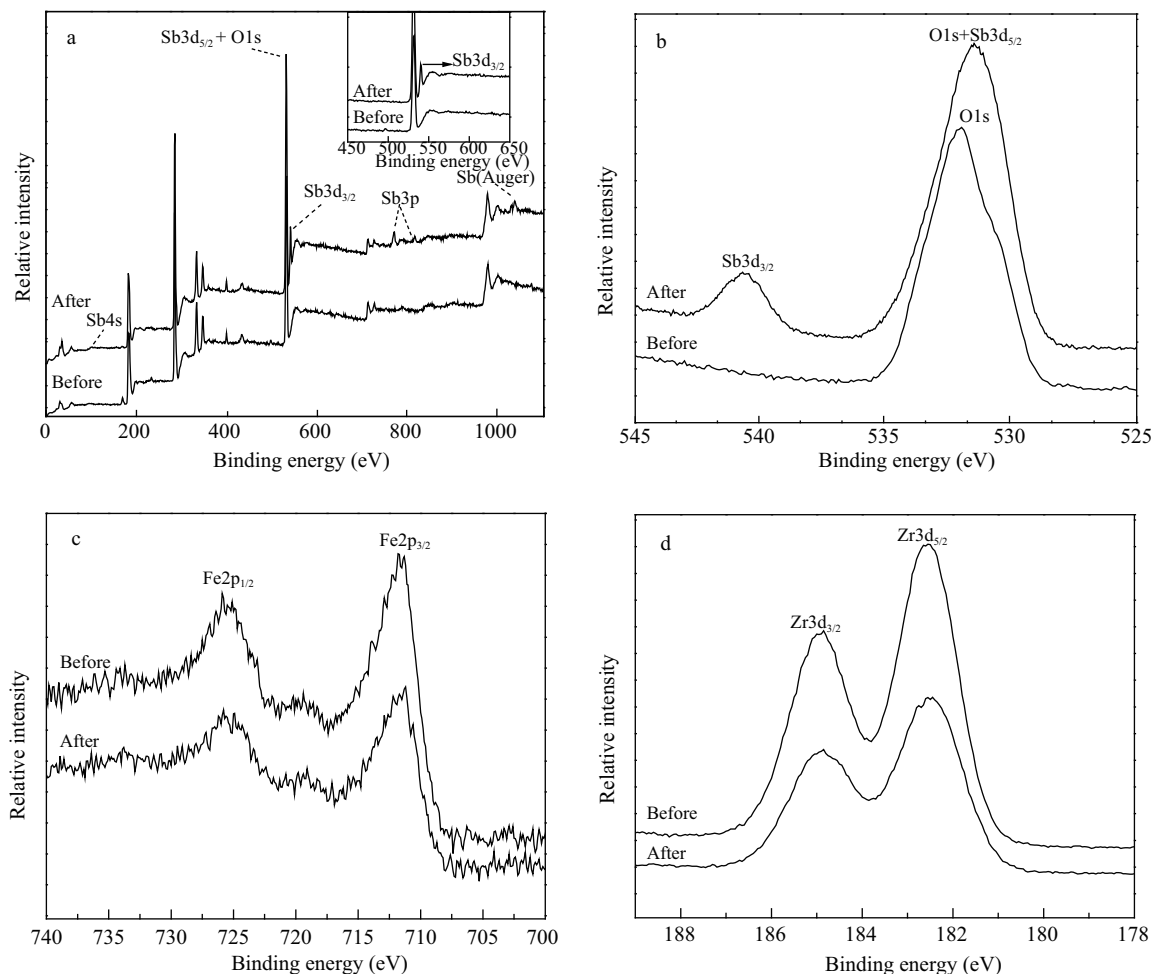 a
Sb3d5/2 + O1s
After
Before
Sb3d3/2
450 500 550 600 650
Binding energy (eV)
Sb(Auger)
Sb3d3/2
Sb3p
After
Sb4s
Before
Relative intensity
0 200 400 600 800 1000
Binding energy (eV)
b
O1s+Sb3d5/2
O1s
Sb3d3/2
After
Before
Relative intensity
545 540 535 530 525
Binding energy (eV)
c
Fe2p3/2
Fe2p1/2
Before
After
Relative intensity
740 735 730 725 720 715 710 705 700
Binding energy (eV)
d
Zr3d5/2
Zr3d3/2
Before
After
Relative intensity
188 186 184 182 180 178
Binding energy (eV)